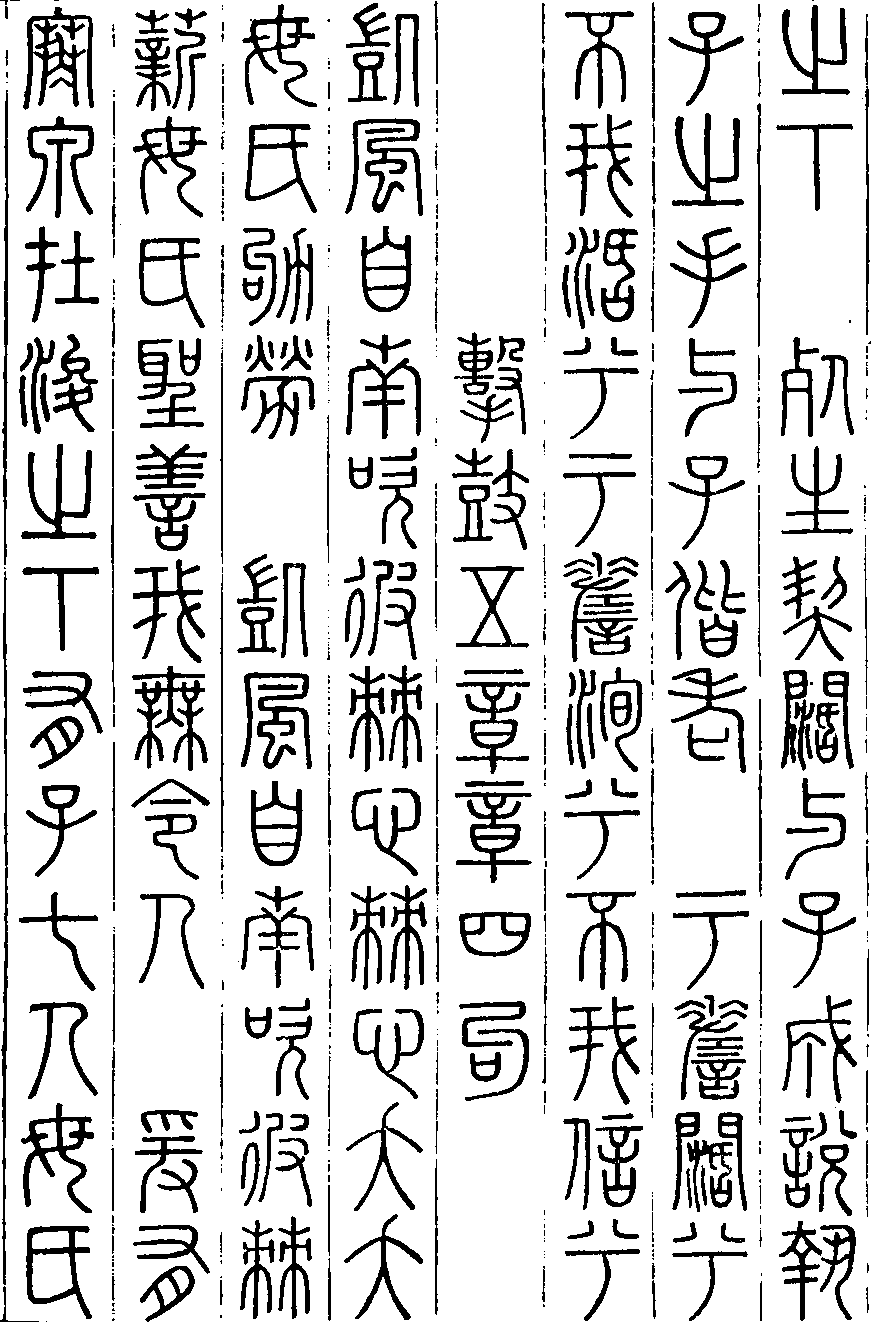 之下　死生契闊与子成說執
子之手与子偕老　于嗟闊兮
不我活兮于嗟洵兮不我信兮
擊鼓五章章四句
凱風自南吹彼棘心棘心夭夭
母氏劬勞　凱風自南吹彼棘
薪母氏聖善我無令人　爰有
寒泉在浚之下有子七人母氏